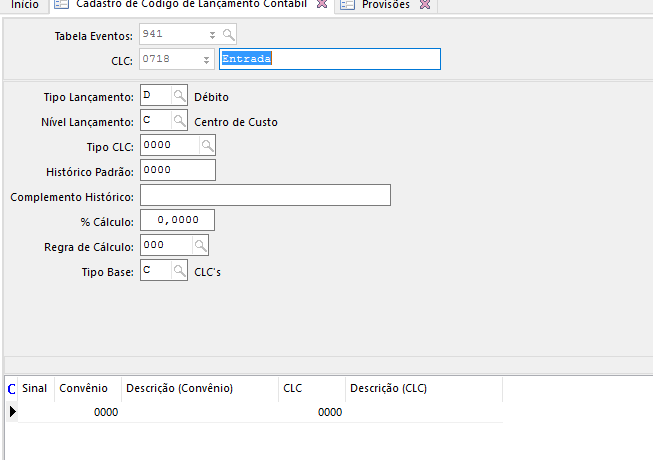 Início Cadastro de Código de Lançamento Contábil Provisões
Tabela Eventos: 941
CLC: 0718 Entrada
Tipo Lançamento: D Débito
Nível Lançamento: C Centro de Custo
Tipo CLC: 0000
Histórico Padrão: 0000
Complemento Histórico:
% Cálculo: 0,0000
Regra de Cálculo: 000
Tipo Base: C CLC's
C Sinal Convênio Descrição (Convênio) CLC Descrição (CLC)
0000 0000